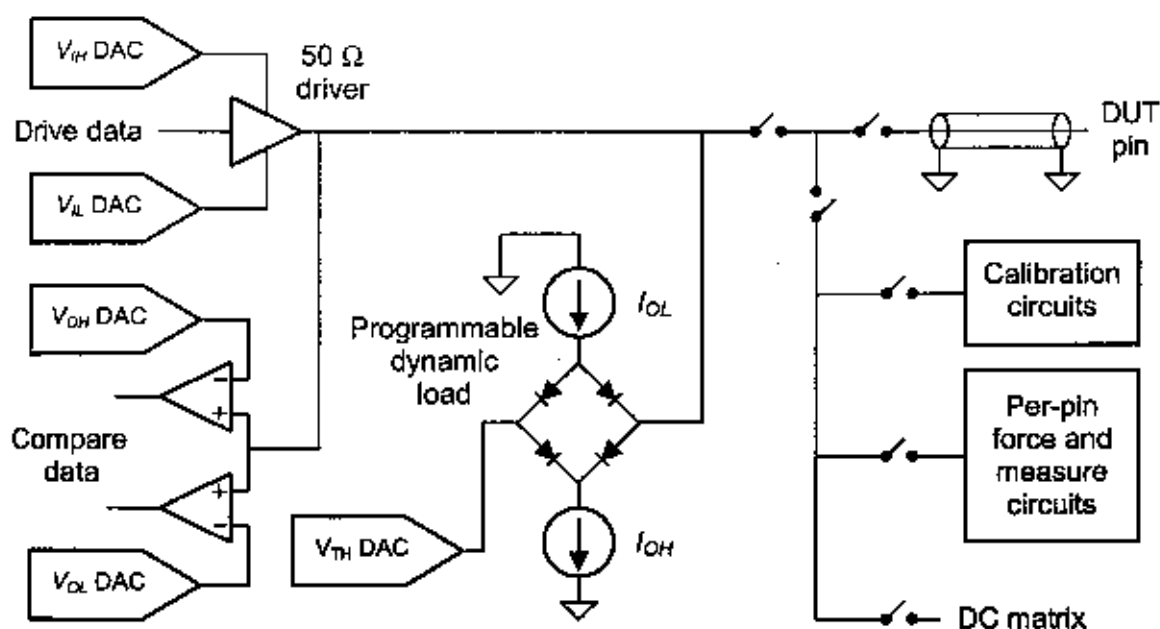 V_IH DAC
50 Ω
driver
Drive data
DUT
pin
V_IL DAC
V_OH DAC
Programmable
dynamic
load
I_OL
Calibration
circuits
−
+
Compare
data
+
−
Per-pin
force and
measure
circuits
V_TH DAC
I_OH
V_OL DAC
DC matrix